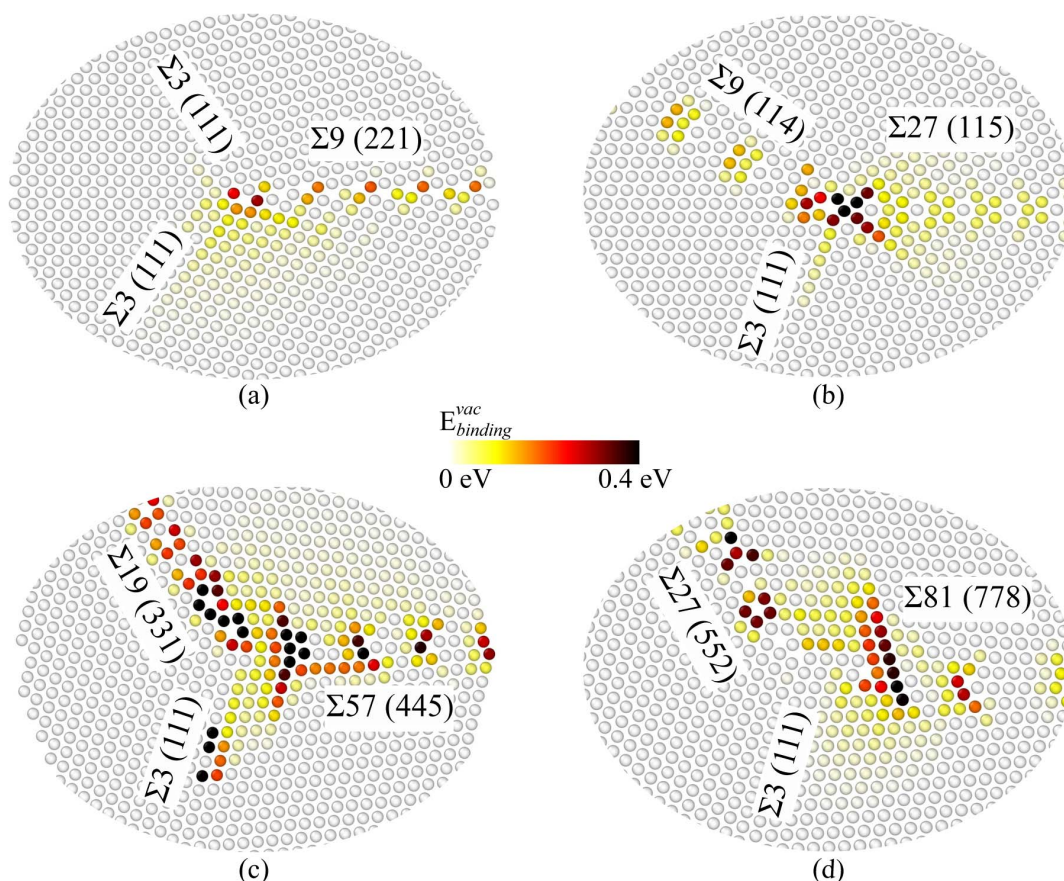 Σ3 (111)
Σ9 (221)
Σ3 (111)
(a)
Σ9 (114)
Σ27 (115)
Σ3 (111)
(b)
E^{vac}_{binding}
0 eV
0.4 eV
Σ19 (331)
Σ57 (445)
Σ3 (111)
(c)
Σ27 (552)
Σ81 (778)
Σ3 (111)
(d)